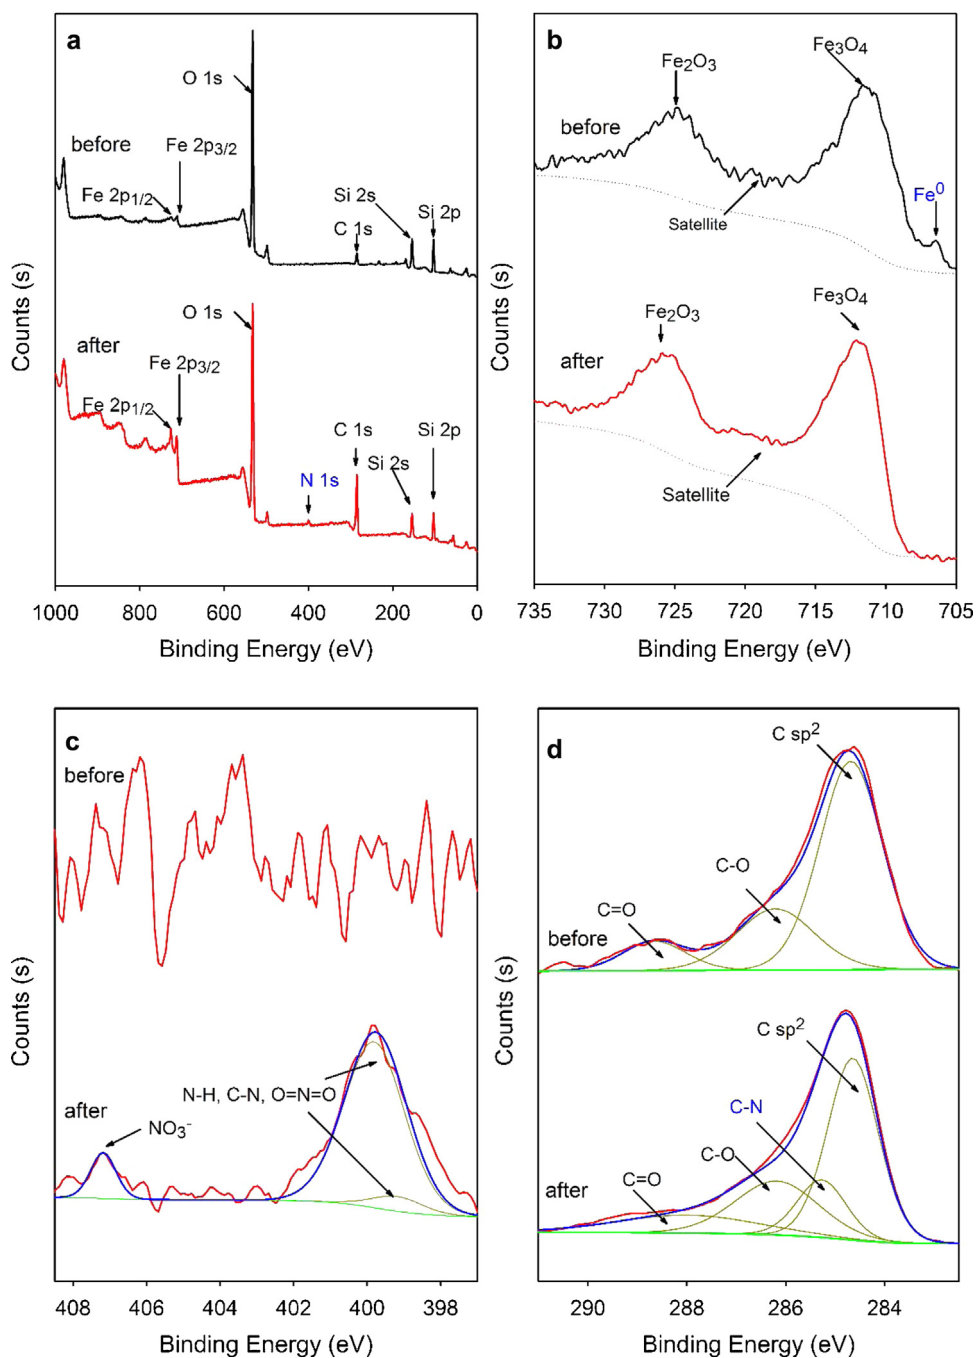 a
O 1s
before
Fe 2p3/2
Fe 2p1/2
Si 2s
Si 2p
C 1s
O 1s
after
Fe 2p3/2
Fe 2p1/2
C 1s
Si 2p
Si 2s
N 1s
Counts (s)
1000 800 600 400 200 0
Binding Energy (eV)
b
Fe2O3
Fe3O4
before
Fe0
Satellite
Fe2O3
Fe3O4
after
Satellite
Counts (s)
735 730 725 720 715 710 705
Binding Energy (eV)
c
before
N-H, C-N, O=N=O
after
NO3-
Counts (s)
408 406 404 402 400 398
Binding Energy (eV)
d
C sp2
C-O
C=O
before
C sp2
C-N
C-O
C=O
after
Counts (s)
290 288 286 284
Binding Energy (eV)